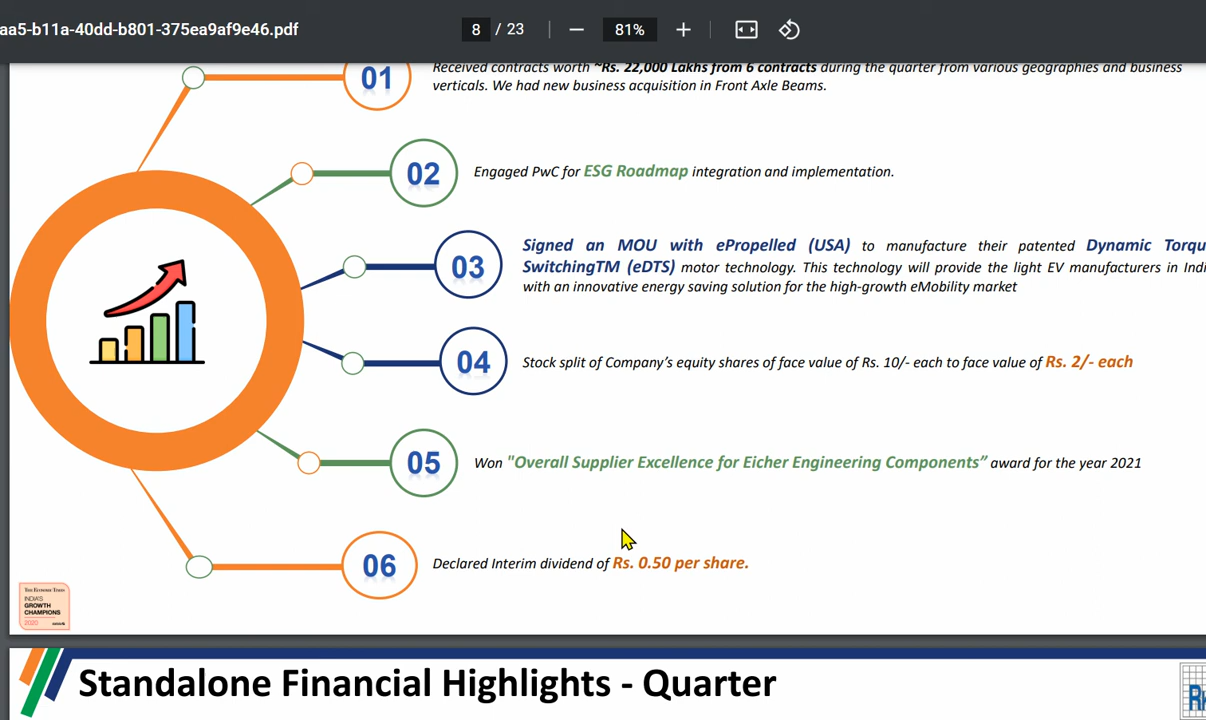 aa5-b11a-40dd-b801-375ea9af9e46.pdf
8 / 23
81%
01
Received contracts worth ~Rs. 22,000 Lakhs from 6 contracts during the quarter from various geographies and business
verticals. We had new business acquisition in Front Axle Beams.
02
Engaged PwC for ESG Roadmap integration and implementation.
03
Signed an MOU with ePropelled (USA) to manufacture their patented Dynamic Torqu
SwitchingTM (eDTS) motor technology. This technology will provide the light EV manufacturers in Indi
with an innovative energy saving solution for the high-growth eMobility market
04
Stock split of Company's equity shares of face value of Rs. 10/- each to face value of Rs. 2/- each
05
Won "Overall Supplier Excellence for Eicher Engineering Components” award for the year 2021
06
Declared Interim dividend of Rs. 0.50 per share.
THE ECONOMIC TIMES
INDIA'S
GROWTH
CHAMPIONS
2020
Standalone Financial Highlights - Quarter